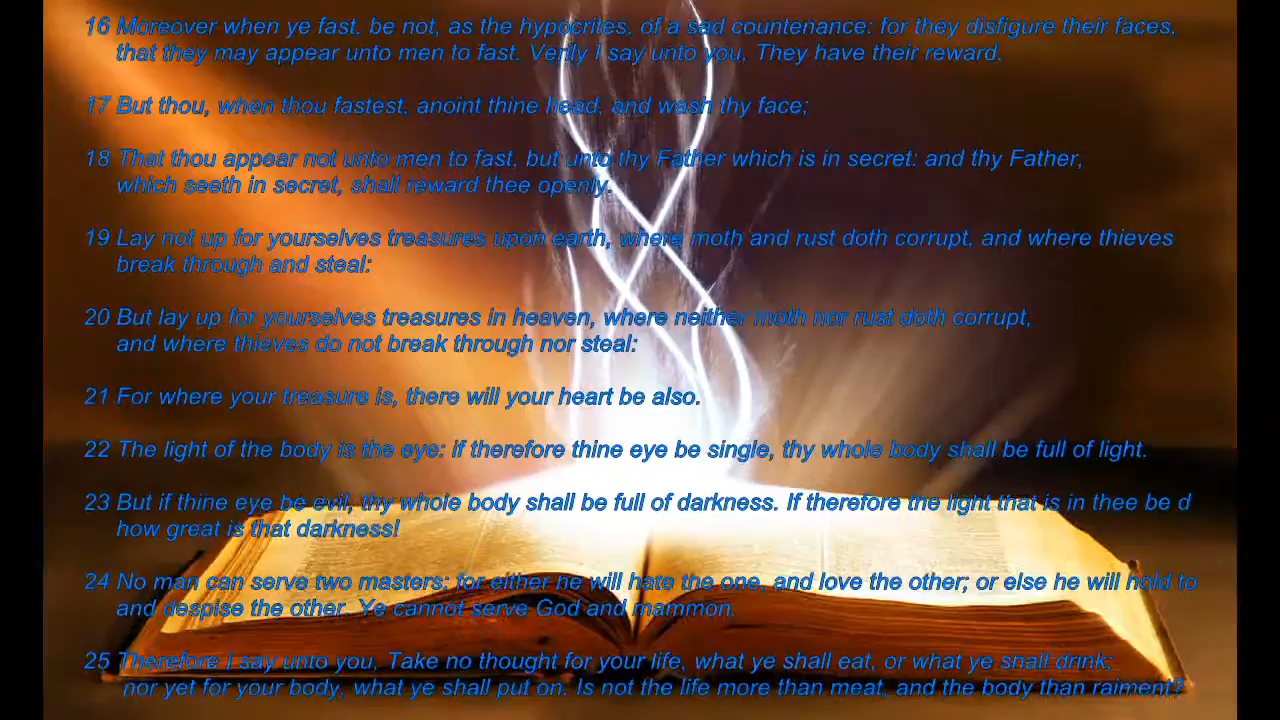 16 Moreover when ye fast, be not, as the hypocrites, of a sad countenance: for they disfigure their faces,
that they may appear unto men to fast. Verily I say unto you, They have their reward.
17 But thou, when thou fastest, anoint thine head, and wash thy face;
18 That thou appear not unto men to fast, but unto thy Father which is in secret: and thy Father,
which seeth in secret, shall reward thee openly.
19 Lay not up for yourselves treasures upon earth, where moth and rust doth corrupt, and where thieves
break through and steal:
20 But lay up for yourselves treasures in heaven, where neither moth nor rust doth corrupt,
and where thieves do not break through nor steal:
21 For where your treasure is, there will your heart be also.
22 The light of the body is the eye: if therefore thine eye be single, thy whole body shall be full of light.
23 But if thine eye be evil, thy whole body shall be full of darkness. If therefore the light that is in thee be d
how great is that darkness!
24 No man can serve two masters: for either he will hate the one, and love the other; or else he will hold to
and despise the other. Ye cannot serve God and mammon.
25 Therefore I say unto you, Take no thought for your life, what ye shall eat, or what ye shall drink;
nor yet for your body, what ye shall put on. Is not the life more than meat, and the body than raiment?